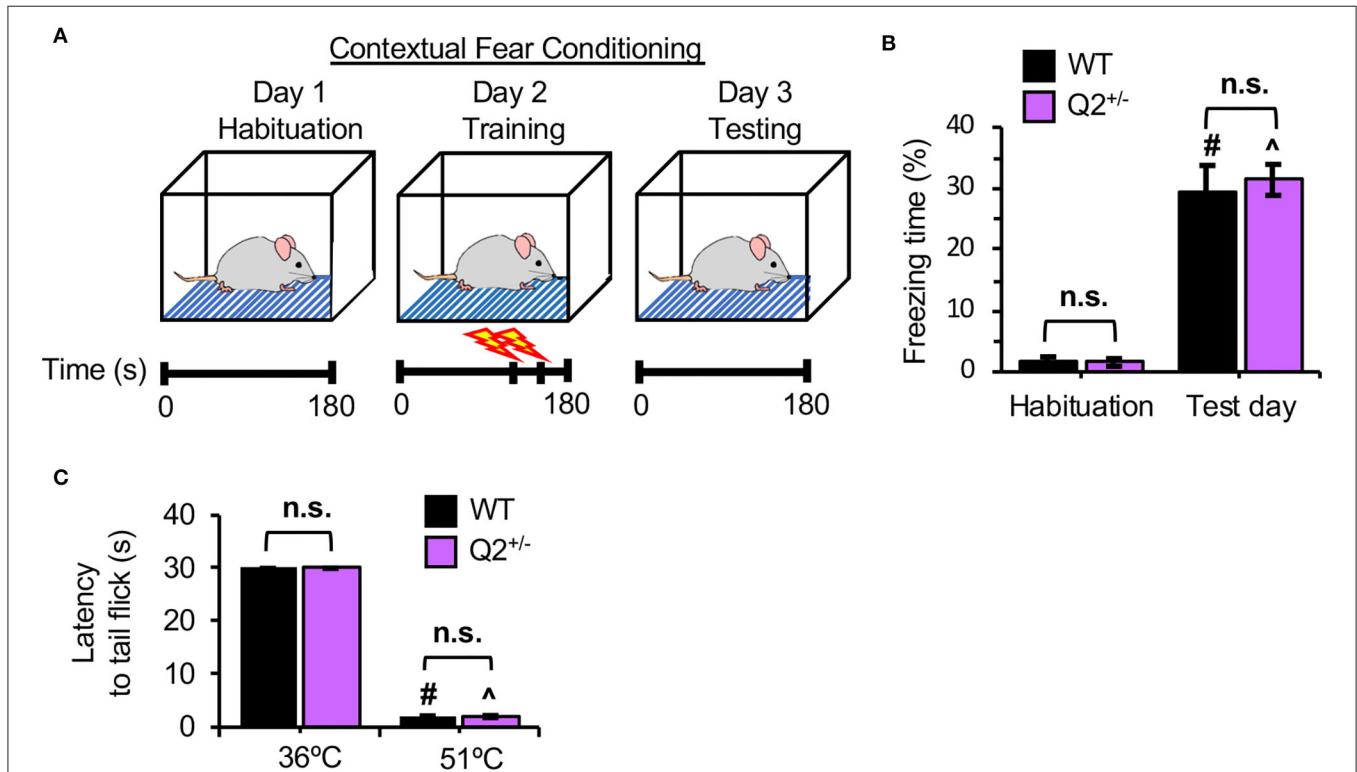 A
Contextual Fear Conditioning
Day 1
Habituation
Day 2
Training
Day 3
Testing
Time (s)
0
180
0
180
0
180
B
WT
Q2+/-
Freezing time (%)
40
30
20
10
0
n.s.
n.s.
#
^
Habituation
Test day
C
WT
Q2+/-
Latency
to tail flick (s)
40
30
20
10
0
n.s.
n.s.
#
^
36ºC
51ºC